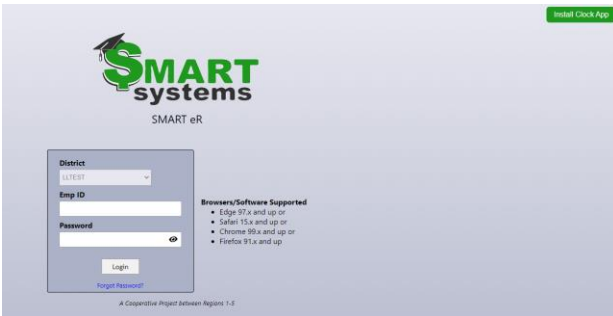 Install Clock App
SMART
systems
SMART eR
District
LLTEST
Emp ID
Password
Login
Forgot Password?
Browsers/Software Supported
Edge 97.x and up or
Safari 15.x and up or
Chrome 99.x and up or
Firefox 91.x and up
A Cooperative Project between Regions 1-5